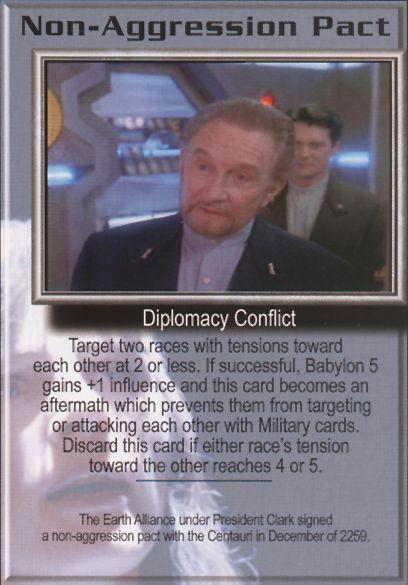 Non-Aggression Pact
Diplomacy Conflict
Target two races with tensions toward
each other at 2 or less. If successful, Babylon 5
gains +1 influence and this card becomes an
aftermath which prevents them from targeting
or attacking each other with Military cards.
Discard this card if either race's tension
toward the other reaches 4 or 5.
The Earth Alliance under President Clark signed
a non-aggression pact with the Centauri in December of 2259.